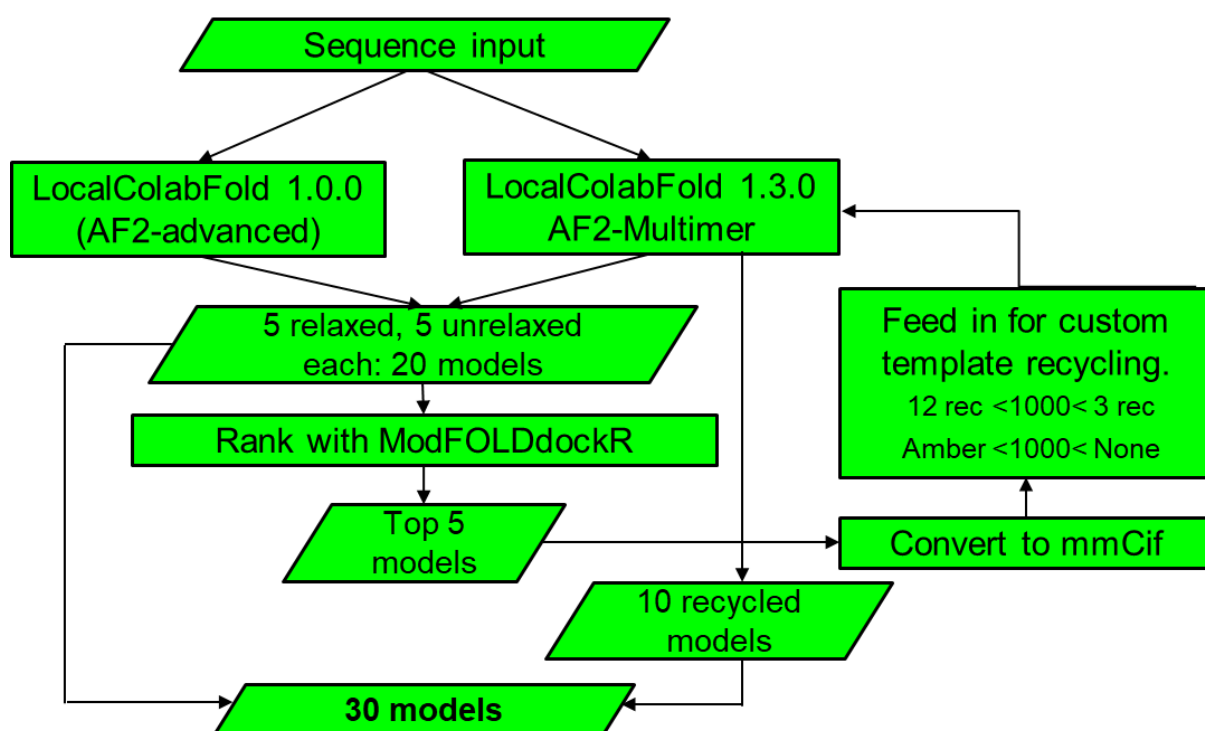 Sequence input
LocalColabFold 1.0.0
(AF2-advanced)
LocalColabFold 1.3.0
AF2-Multimer
5 relaxed, 5 unrelaxed
each: 20 models
Rank with ModFOLDdockR
Top 5
models
Feed in for custom
template recycling.
12 rec <1000< 3 rec
Amber <1000< None
Convert to mmCif
10 recycled
models
30 models